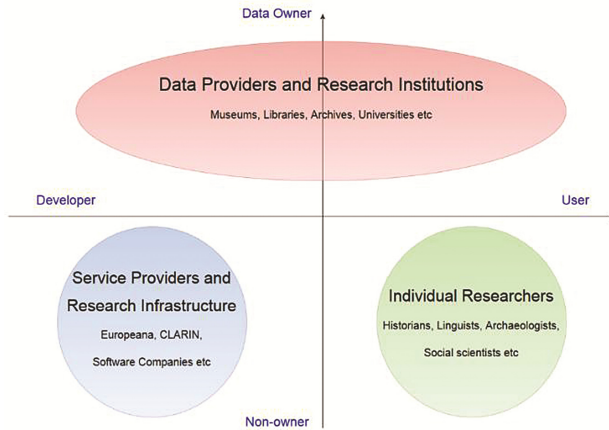 Data Owner
Data Providers and Research Institutions
Museums, Libraries, Archives, Universities etc
Developer
User
Service Providers and
Research Infrastructure
Europeana, CLARIN,
Software Companies etc
Individual Researchers
Historians, Linguists, Archaeologists,
Social scientists etc
Non-owner